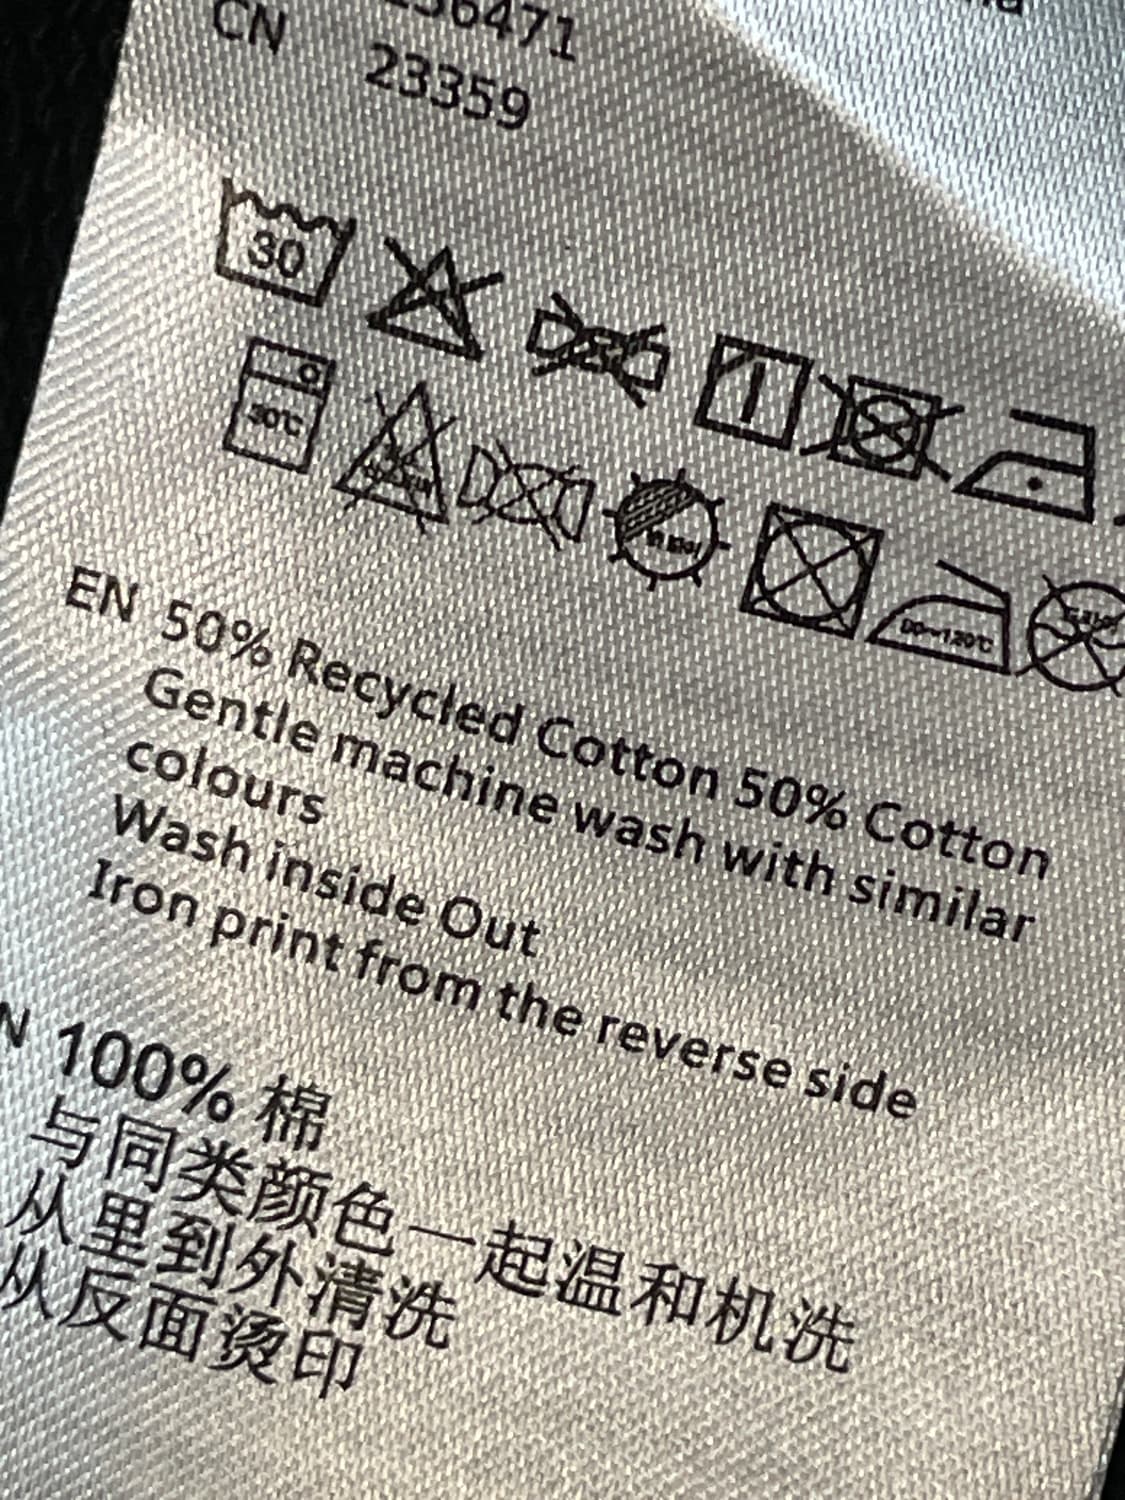 CN 23359
30
30℃
EN 50% Recycled Cotton 50% Cotton
Gentle machine wash with similar
colours
Wash inside Out
Iron print from the reverse side
100% 棉
与同类颜色一起温和机洗
从里到外清洗
从反面烫印